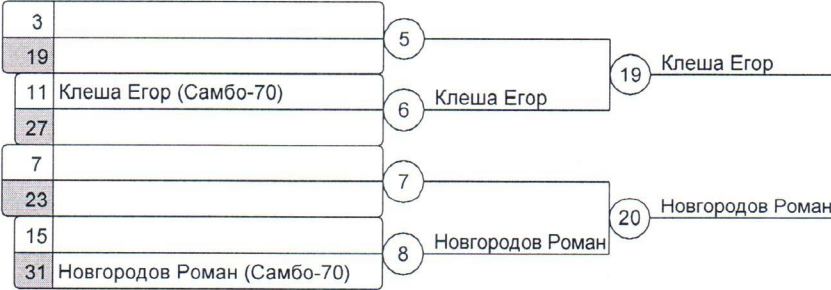 3
5
19
19 Клеша Егор
11 Клеша Егор (Самбо-70)
6 Клеша Егор
27
7
7
23
20 Новгородов Роман
15
8 Новгородов Роман
31 Новгородов Роман (Самбо-70)